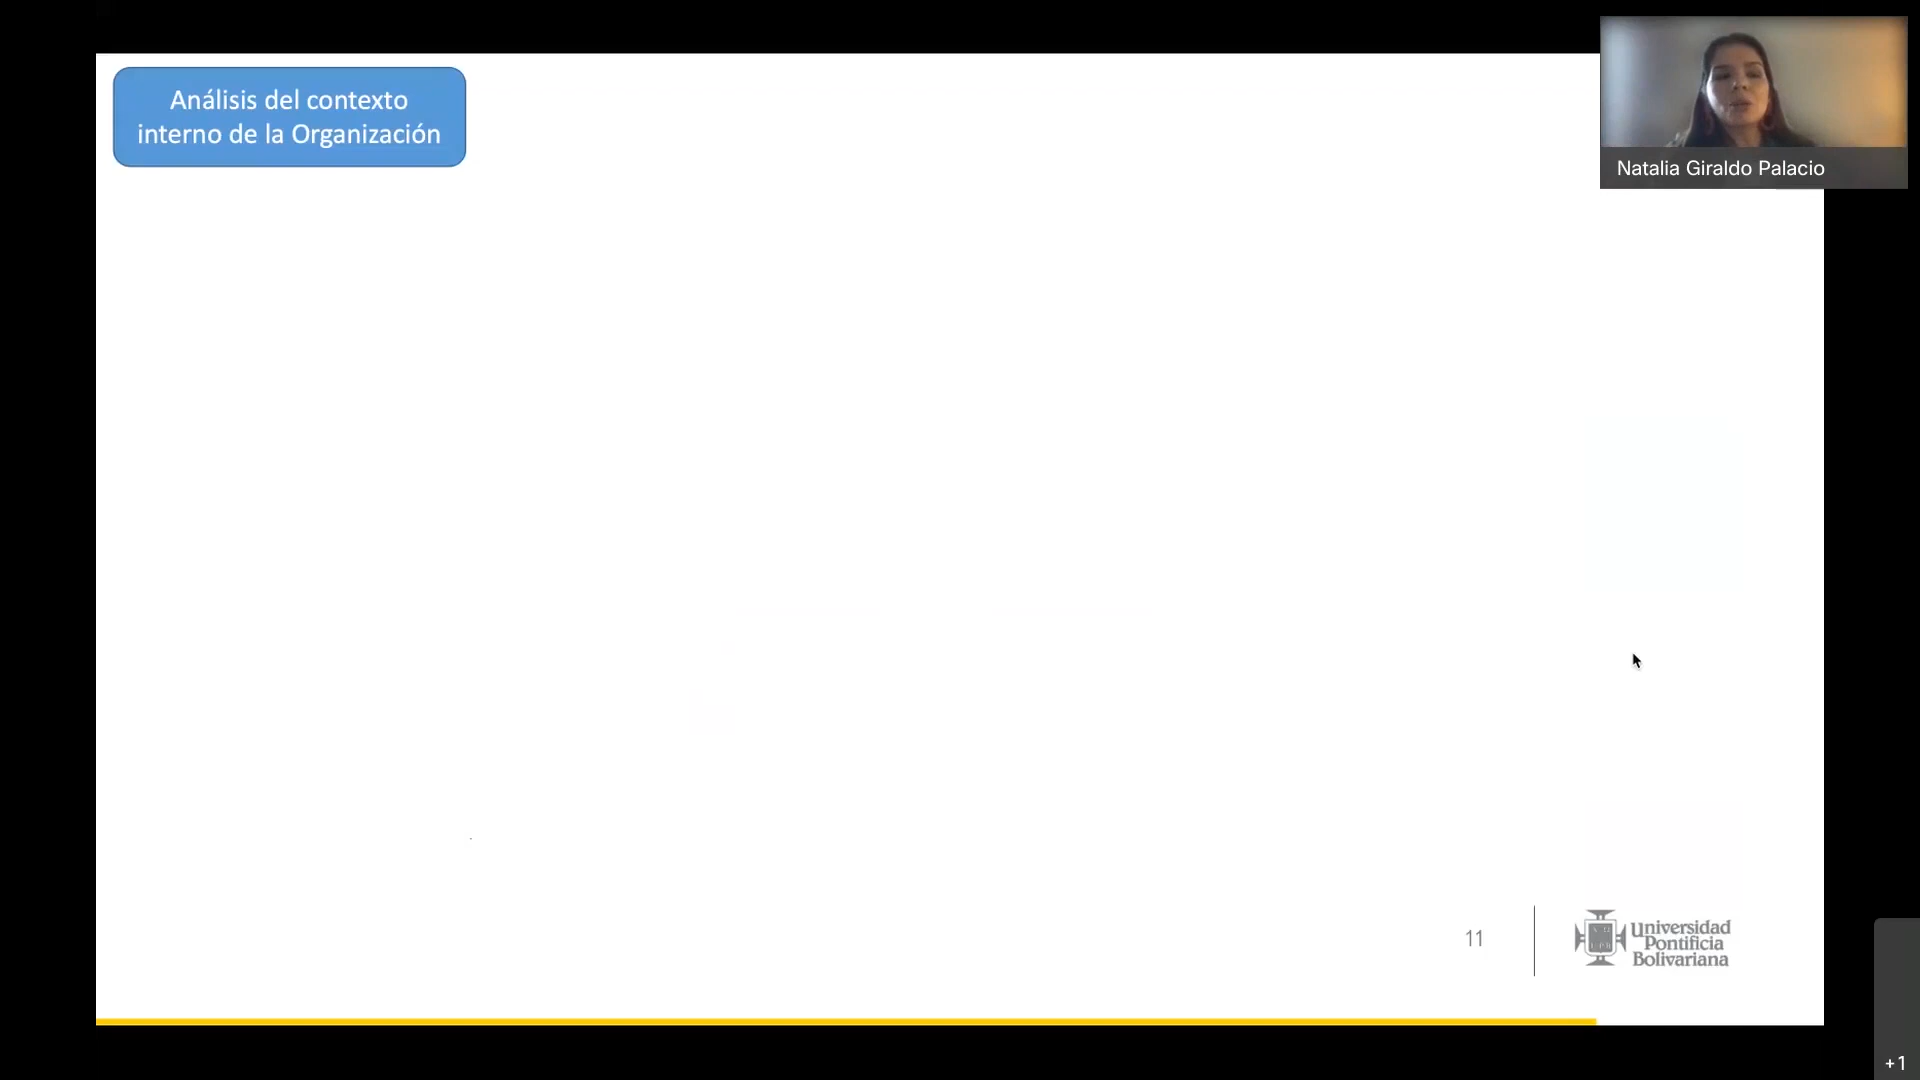 Análisis del contexto
interno de la Organización
Natalia Giraldo Palacio
11
Universidad
Pontificia
Bolivariana
+1